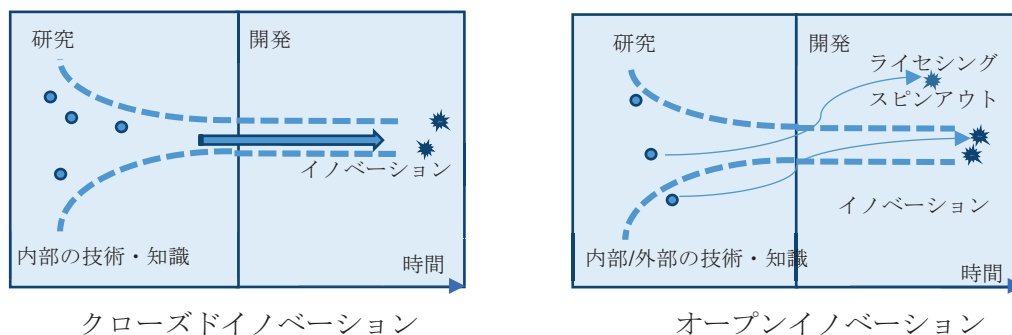 研究
開発
イノベーション
内部の技術・知識
時間
クローズドイノベーション
研究
開発
ライセシング
スピンアウト
イノベーション
内部/外部の技術・知識
時間
オープンイノベーション